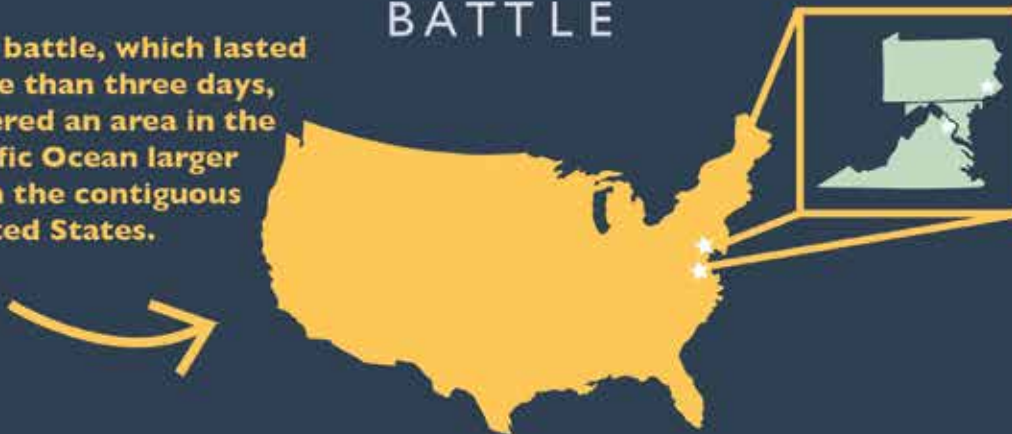 BATTLE
battle, which lasted
e than three days,
ered an area in the
fic Ocean larger
n the contiguous
ted States.